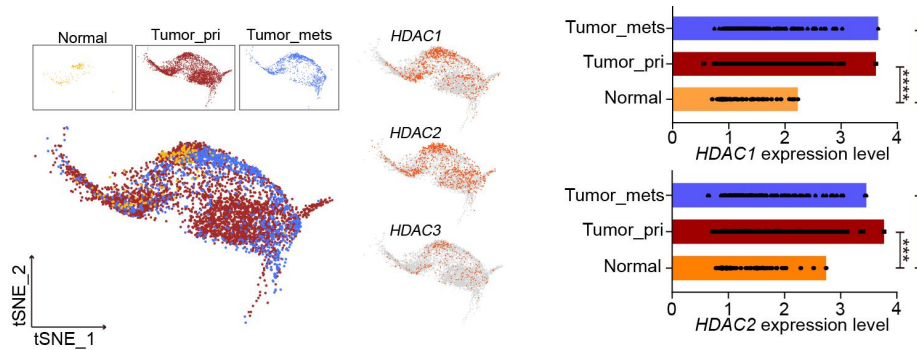 Normal
Tumor_pri
Tumor_mets
tSNE_2
tSNE_1
HDAC1
HDAC2
HDAC3
Tumor_mets
Tumor_pri
Normal
****
0 1 2 3 4
HDAC1 expression level
Tumor_mets
Tumor_pri
Normal
***
0 1 2 3 4
HDAC2 expression level